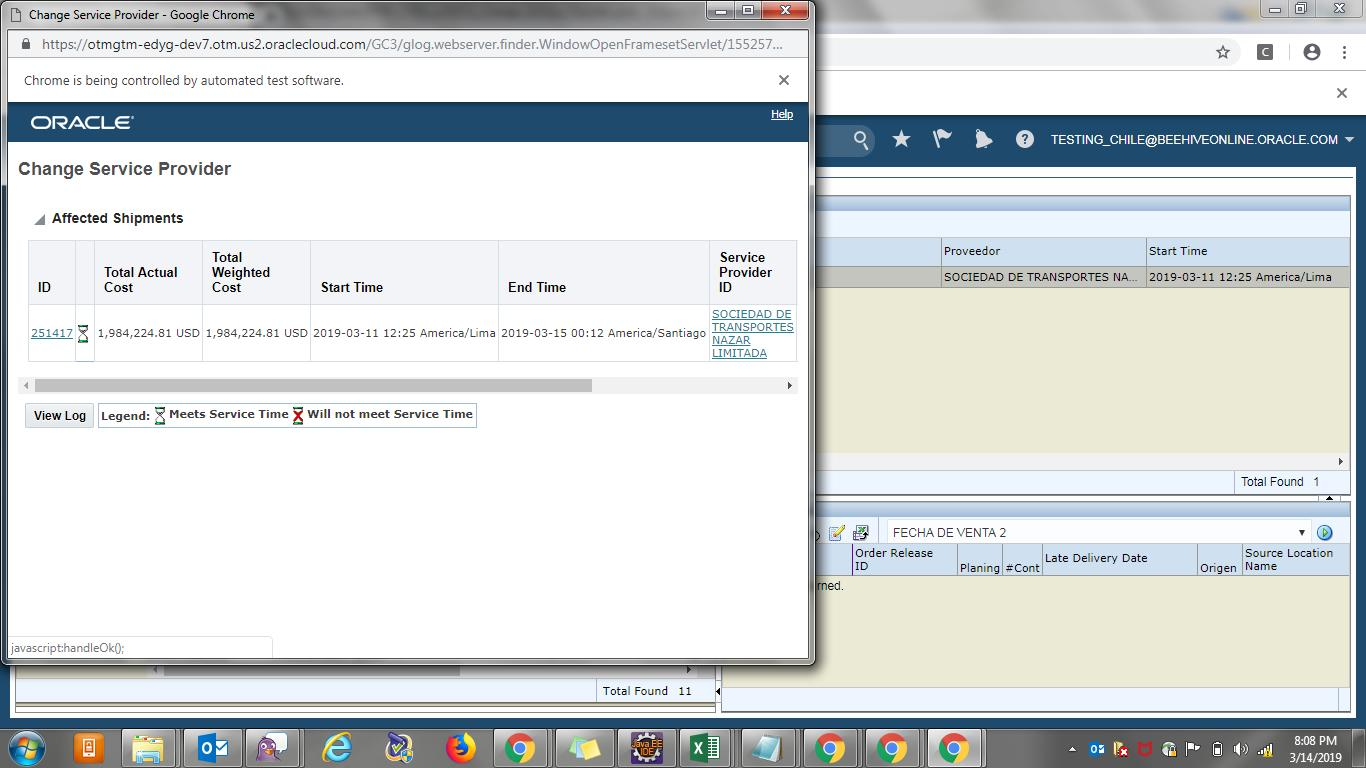 Change Service Provider - Google Chrome
https://otmgtm-edyg-dev7.otm.us2.oraclecloud.com/GC3/glog.webserver.finder.WindowOpenFramesetServlet/155257...
Chrome is being controlled by automated test software.
ORACLE
Help
Change Service Provider
Affected Shipments
ID
Total Actual
Cost
Total
Weighted
Cost
Start Time
End Time
Service
Provider
ID
251417
1,984,224.81 USD
1,984,224.81 USD
2019-03-11 12:25 America/Lima
2019-03-15 00:12 America/Santiago
SOCIEDAD DE
TRANSPORTES
NAZAR
LIMITADA
View Log
Legend: Meets Service Time Will not meet Service Time
javascript:handleOk();
C
TESTING_CHILE@BEEHIVEONLINE.ORACLE.COM
Proveedor
Start Time
SOCIEDAD DE TRANSPORTES NA...
2019-03-11 12:25 America/Lima
Total Found 1
FECHA DE VENTA 2
Order Release
ID
Planing
#Cont
Late Delivery Date
Origen
Source Location
Name
rned.
Total Found 11
Java EE
IDE
8:08 PM
3/14/2019